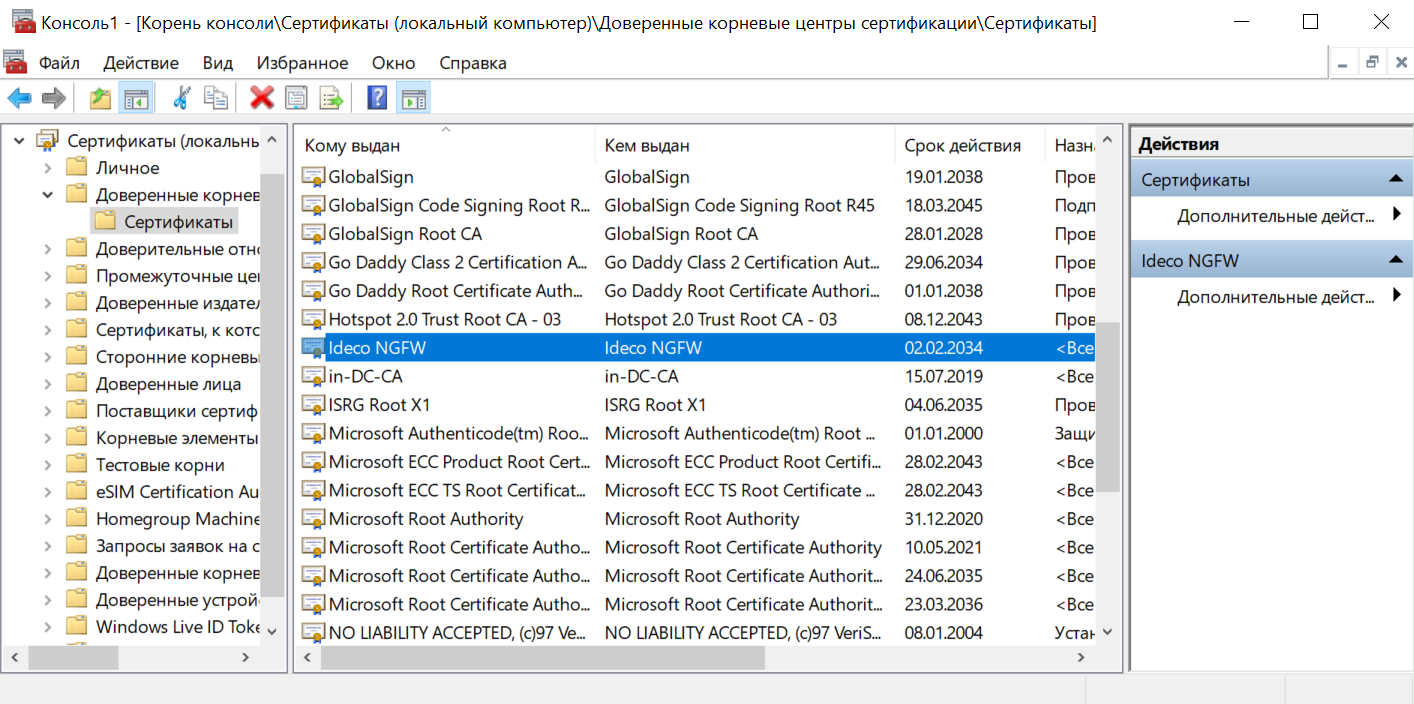 Консоль1 - [Корень консоли\Сертификаты (локальный компьютер)\Доверенные корневые центры сертификации\Сертификаты]
Файл Действие Вид Избранное Окно Справка
Сертификаты (локальнь
Личное
Доверенные корнев
Сертификаты
Доверительные отно
Промежуточные цен
Доверенные издател
Сертификаты, к кото
Сторонние корневы
Доверенные лица
Поставщики сертиф
Корневые элементы
Тестовые корни
eSIM Certification Au
Homegroup Machine
Запросы заявок на с
Доверенные корнев
Доверенные устрой
Windows Live ID Toke
Кому выдан Кем выдан Срок действия Назна
GlobalSign GlobalSign 19.01.2038 Пров
GlobalSign Code Signing Root R... GlobalSign Code Signing Root R45 18.03.2045 Подп
GlobalSign Root CA GlobalSign Root CA 28.01.2028 Пров
Go Daddy Class 2 Certification A... Go Daddy Class 2 Certification Aut... 29.06.2034 Пров
Go Daddy Root Certificate Auth... Go Daddy Root Certificate Authori... 01.01.2038 Пров
Hotspot 2.0 Trust Root CA - 03 Hotspot 2.0 Trust Root CA - 03 08.12.2043 Пров
Ideco NGFW Ideco NGFW 02.02.2034 <Все
in-DC-CA in-DC-CA 15.07.2019 <Все
ISRG Root X1 ISRG Root X1 04.06.2035 Пров
Microsoft Authenticode(tm) Roo... Microsoft Authenticode(tm) Root ... 01.01.2000 Защи
Microsoft ECC Product Root Cert... Microsoft ECC Product Root Certifi... 28.02.2043 <Все
Microsoft ECC TS Root Certificat... Microsoft ECC TS Root Certificate ... 28.02.2043 <Все
Microsoft Root Authority Microsoft Root Authority 31.12.2020 <Все
Microsoft Root Certificate Autho... Microsoft Root Certificate Authority 10.05.2021 <Все
Microsoft Root Certificate Autho... Microsoft Root Certificate Authorit... 24.06.2035 <Все
Microsoft Root Certificate Autho... Microsoft Root Certificate Authorit... 23.03.2036 <Все
NO LIABILITY ACCEPTED, (c)97 VeriS... NO LIABILITY ACCEPTED, (c)97 VeriS... 08.01.2004 Устан
Действия
Сертификаты
Дополнительные дейст...
Ideco NGFW
Дополнительные дейст...